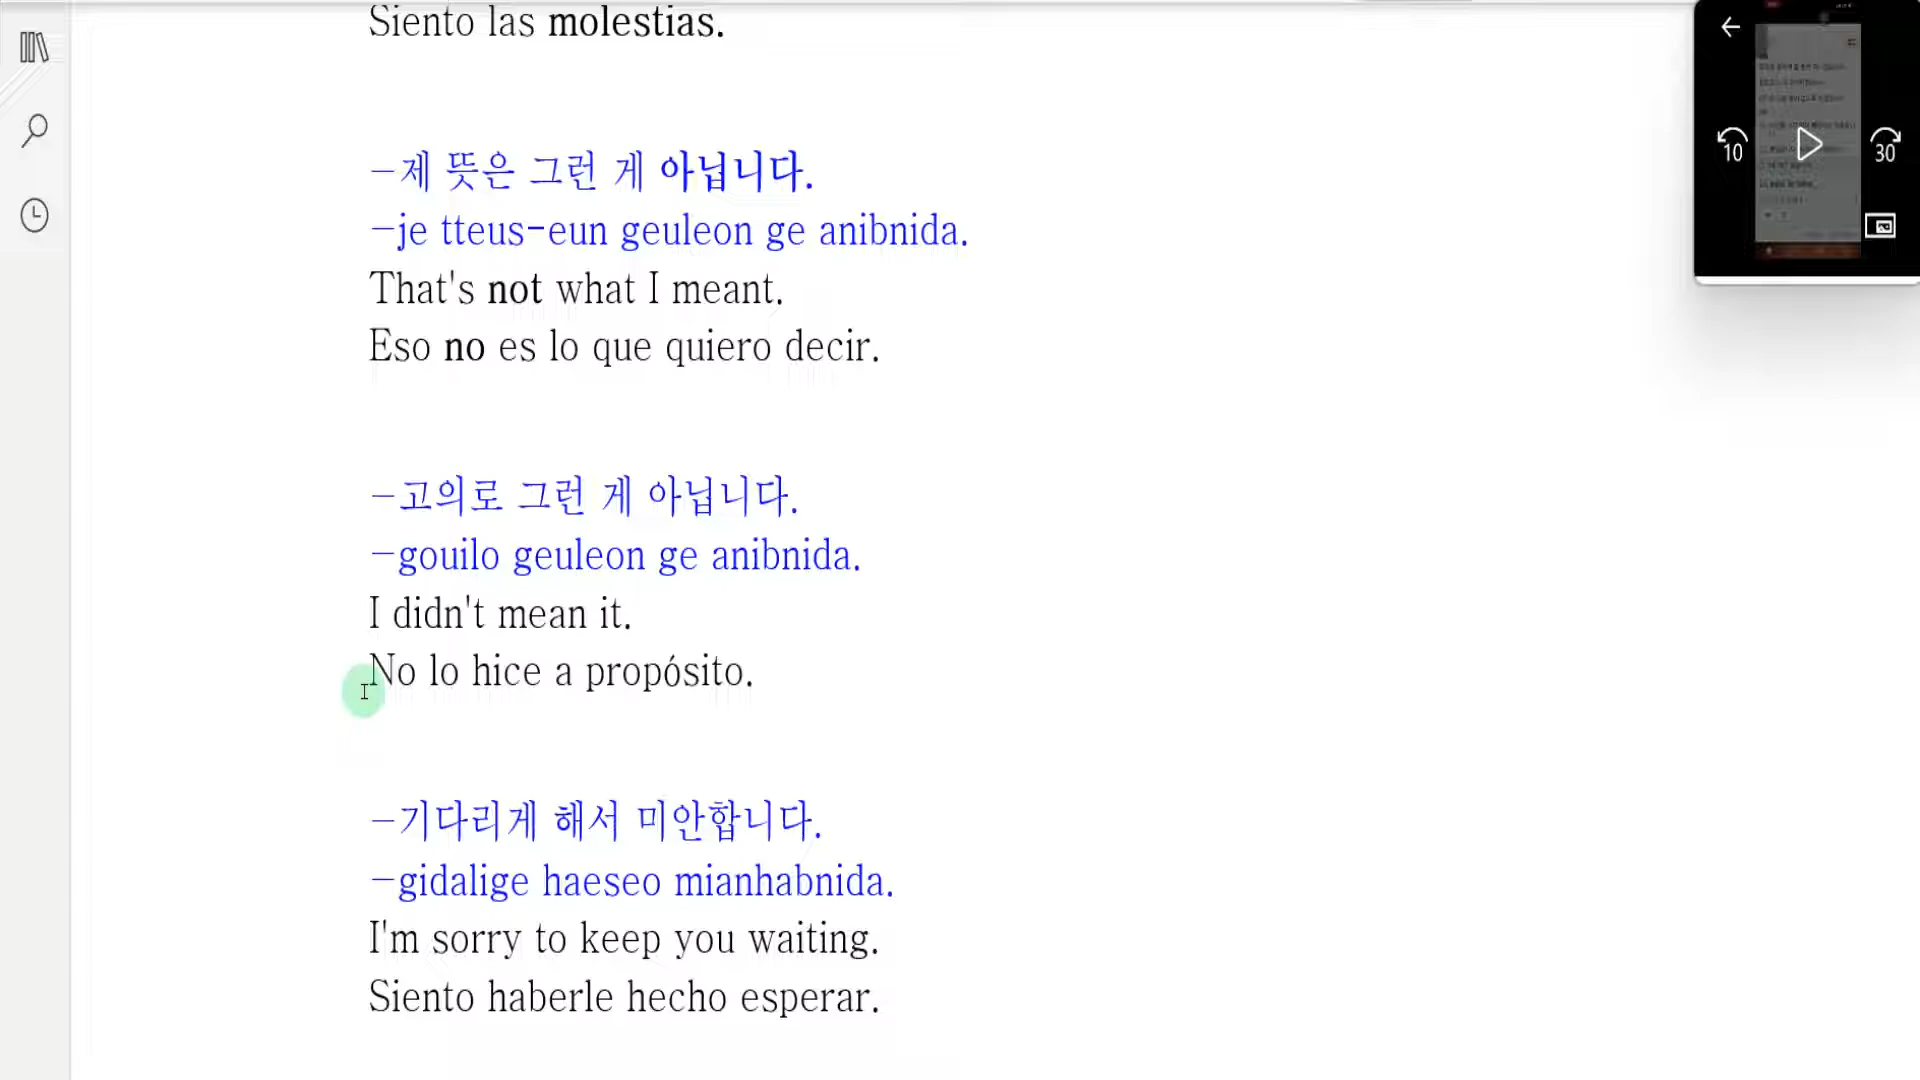 Siento las molestias.
–제 뜻은 그런 게 아닙니다.
–je tteus-eun geuleon ge anibnida.
That's not what I meant.
Eso no es lo que quiero decir.
–고의로 그런 게 아닙니다.
–gouilo geuleon ge anibnida.
I didn't mean it.
No lo hice a propósito.
–기다리게 해서 미안합니다.
–gidalige haeseo mianhabnida.
I'm sorry to keep you waiting.
Siento haberle hecho esperar.
10
30